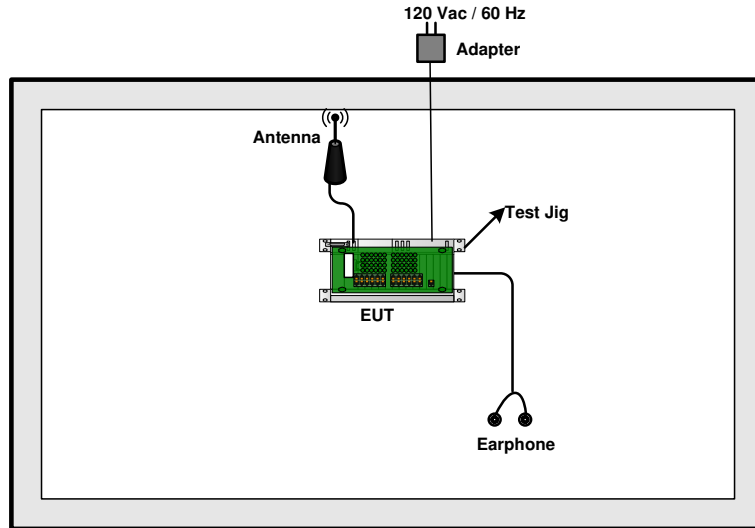 120 Vac / 60 Hz
Adapter
Antenna
Test Jig
EUT
Earphone